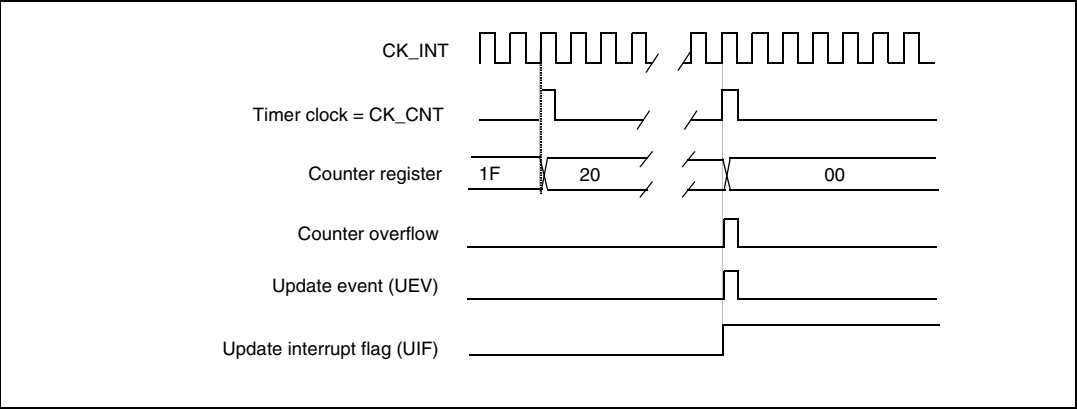 CK_INT
Timer clock = CK_CNT
Counter register 1F 20 00
Counter overflow
Update event (UEV)
Update interrupt flag (UIF)